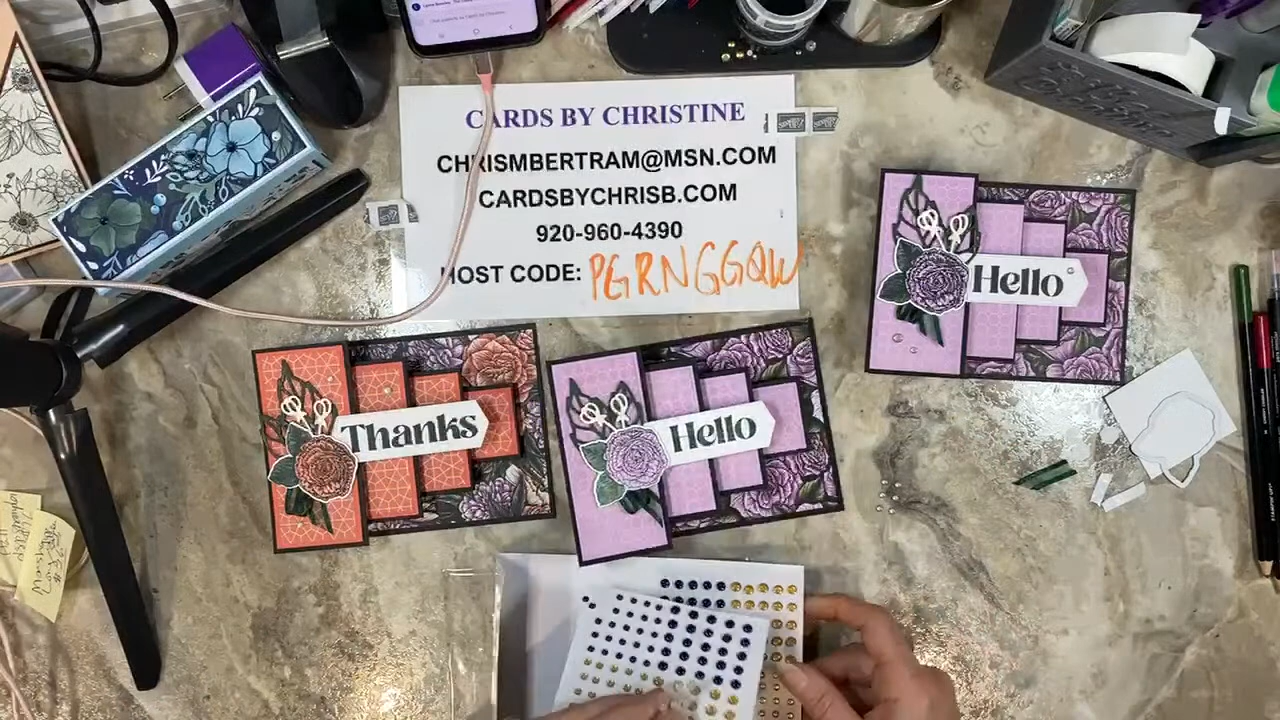 CARDS BY CHRISTINE
CHRISMBERTRAM@MSN.COM
CARDSBYCHRISB.COM
920-960-4390
HOST CODE: PGRNGGQW
Hello
Thanks
Hello